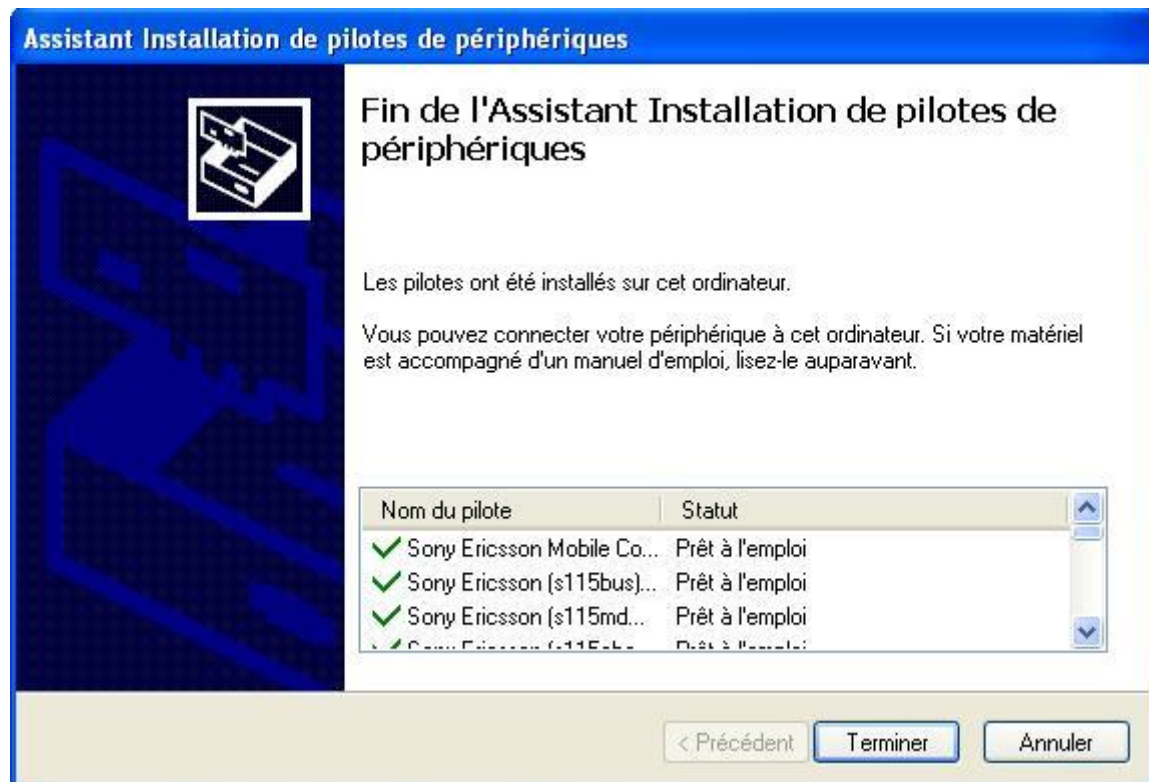 Assistant Installation de pilotes de périphériques
Fin de l'Assistant Installation de pilotes de
périphériques
Les pilotes ont été installés sur cet ordinateur.
Vous pouvez connecter votre périphérique à cet ordinateur. Si votre matériel
est accompagné d'un manuel d'emploi, lisez-le auparavant.
Nom du pilote Statut
Sony Ericsson Mobile Co... Prêt à l'emploi
Sony Ericsson (s115bus)... Prêt à l'emploi
Sony Ericsson (s115md... Prêt à l'emploi
< Précédent Terminer Annuler